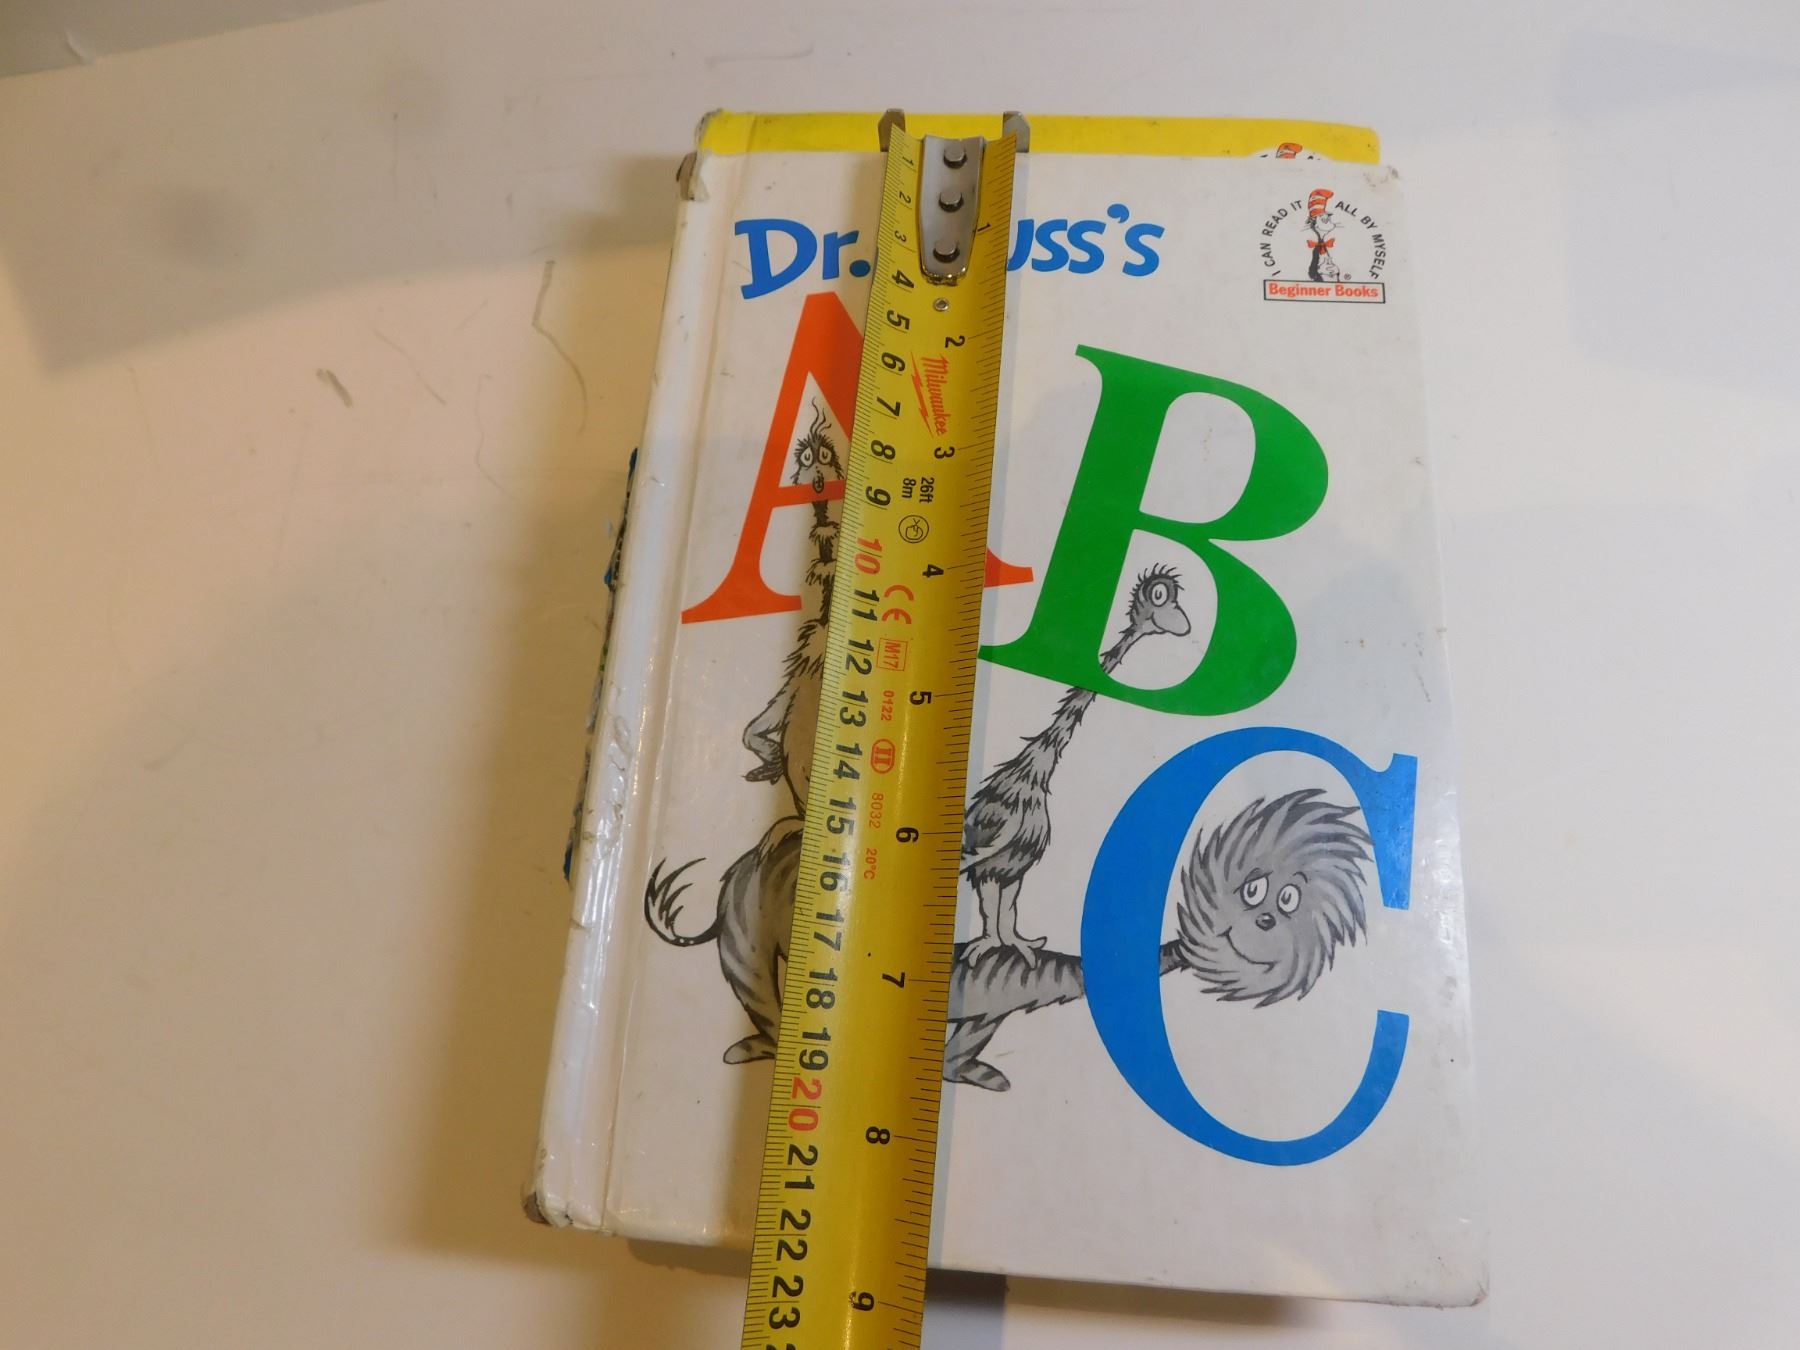 Dr. uss's
A B C
I CAN READ IT ALL BY MYSELF
®
Beginner Books
1 2 3 4 5 6 7 8 9 10 11 12 13 14 15 16 17 18 19 20 21 22 23
1 2 3 4 5 6 7 8 9
Milwaukee
26ft
8m
CE M17 0122 II 8032 20°C